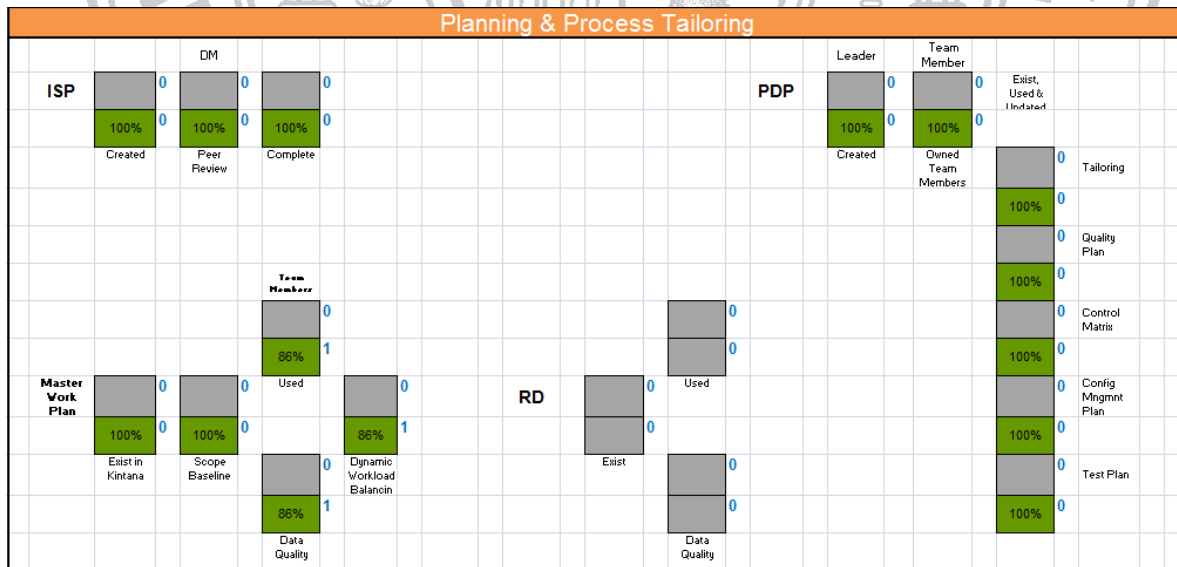 Planning & Process Tailoring
DM
Leader
Team
Member
ISP
0
0
0
PDP
0
0
Exist,
Used &
Updated
100%
0
100%
0
100%
0
100%
0
100%
0
Created
Peer
Review
Complete
Created
Owned
Team
Members
0
Tailoring
100%
0
0
Quality
Plan
Team
Members
100%
0
0
0
0
Control
Matrix
86%
1
0
100%
0
Master
Work
Plan
0
0
Used
0
RD
0
Used
0
Config
Mngmnt
Plan
100%
0
100%
0
86%
1
0
100%
0
Exist in
Kintana
Scope
Baseline
0
Dynamic
Workload
Balancin
Exist
0
0
Test Plan
86%
1
0
100%
0
Data
Quality
Data
Quality